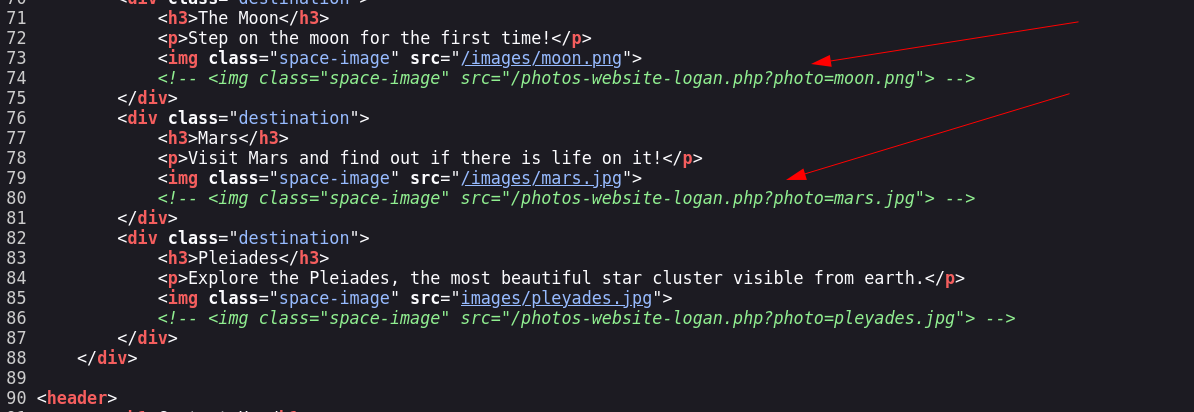 70         <div class="destination">
71             <h3>The Moon</h3>
72             <p>Step on the moon for the first time!</p>
73             <img class="space-image" src="/images/moon.png">
74             <!-- <img class="space-image" src="/photos-website-logan.php?photo=moon.png"> -->
75         </div>
76         <div class="destination">
77             <h3>Mars</h3>
78             <p>Visit Mars and find out if there is life on it!</p>
79             <img class="space-image" src="/images/mars.jpg">
80             <!-- <img class="space-image" src="/photos-website-logan.php?photo=mars.jpg"> -->
81         </div>
82         <div class="destination">
83             <h3>Pleiades</h3>
84             <p>Explore the Pleiades, the most beautiful star cluster visible from earth.</p>
85             <img class="space-image" src="images/pleyades.jpg">
86             <!-- <img class="space-image" src="/photos-website-logan.php?photo=pleyades.jpg"> -->
87         </div>
88     </div>
89
90 <header>